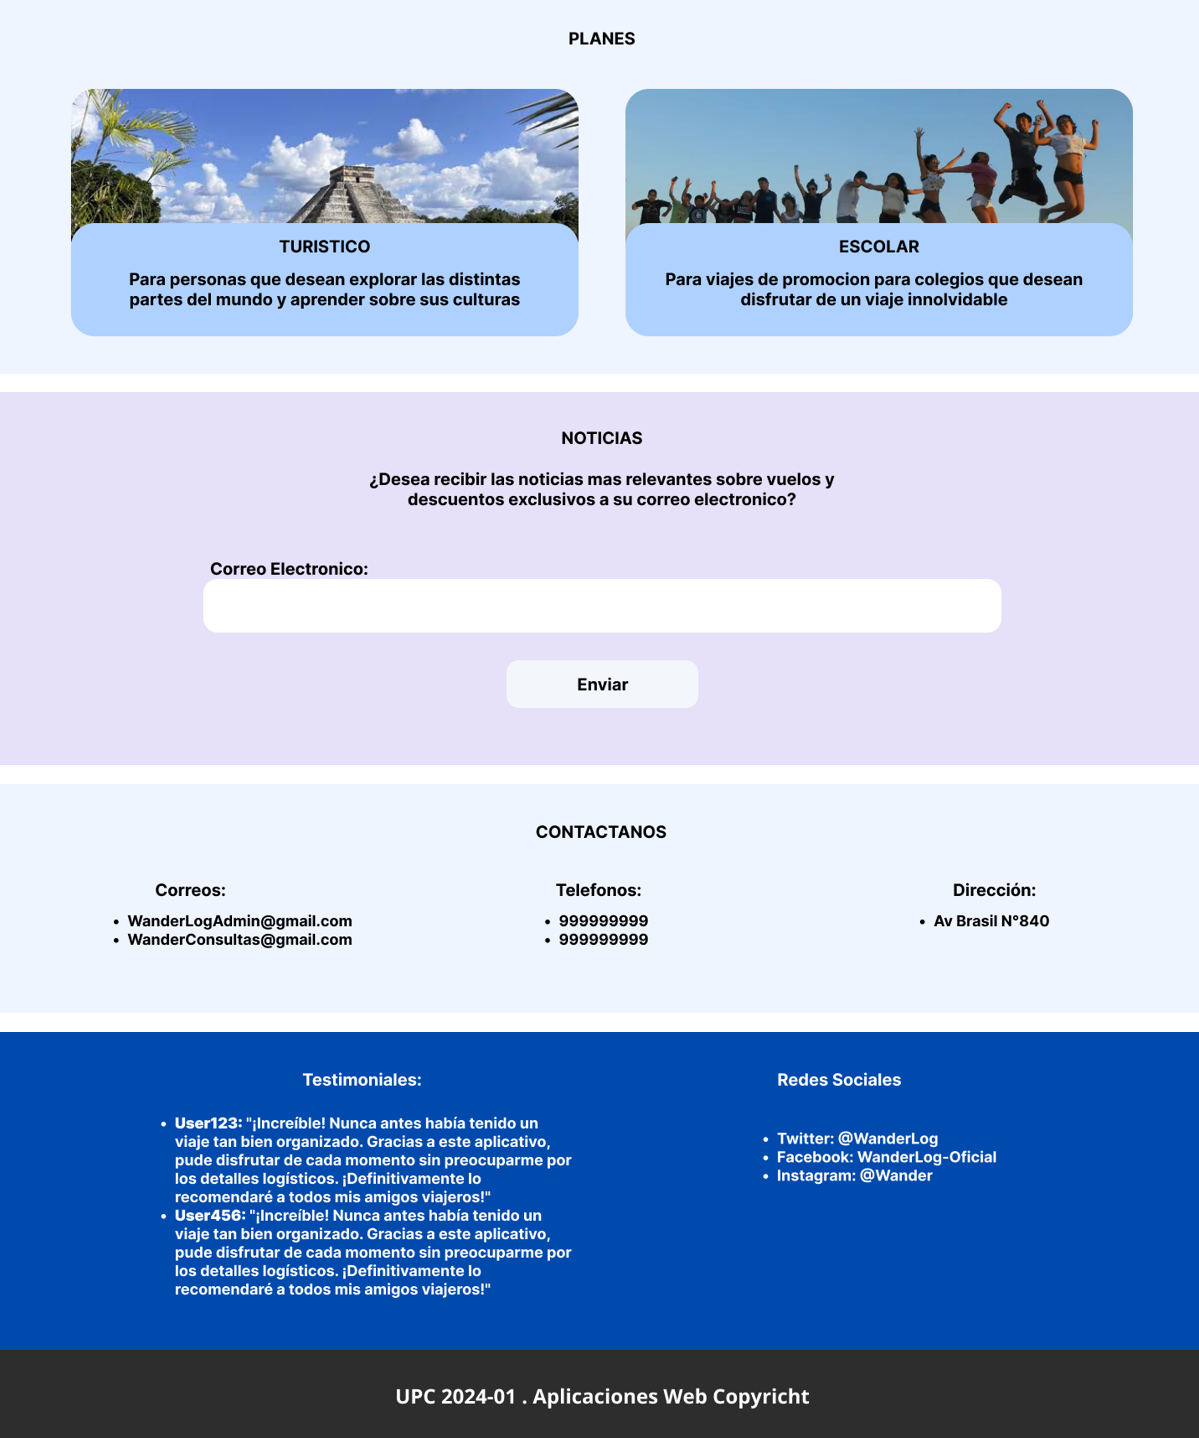 PLANES
TURISTICO
Para personas que desean explorar las distintas
partes del mundo y aprender sobre sus culturas
ESCOLAR
Para viajes de promocion para colegios que desean
disfrutar de un viaje innolvidable
NOTICIAS
¿Desea recibir las noticias mas relevantes sobre vuelos y
descuentos exclusivos a su correo electronico?
Correo Electronico:
Enviar
CONTACTANOS
Correos:
• WanderLogAdmin@gmail.com
• WanderConsultas@gmail.com
Telefonos:
• 999999999
• 999999999
Dirección:
• Av Brasil N°840
Testimoniales:
• User123: "¡Increíble! Nunca antes había tenido un
viaje tan bien organizado. Gracias a este aplicativo,
pude disfrutar de cada momento sin preocuparme por
los detalles logísticos. ¡Definitivamente lo
recomendaré a todos mis amigos viajeros!"
• User456: "¡Increíble! Nunca antes había tenido un
viaje tan bien organizado. Gracias a este aplicativo,
pude disfrutar de cada momento sin preocuparme por
los detalles logísticos. ¡Definitivamente lo
recomendaré a todos mis amigos viajeros!"
Redes Sociales
• Twitter: @WanderLog
• Facebook: WanderLog-Oficial
• Instagram: @Wander
UPC 2024-01 . Aplicaciones Web Copyricht